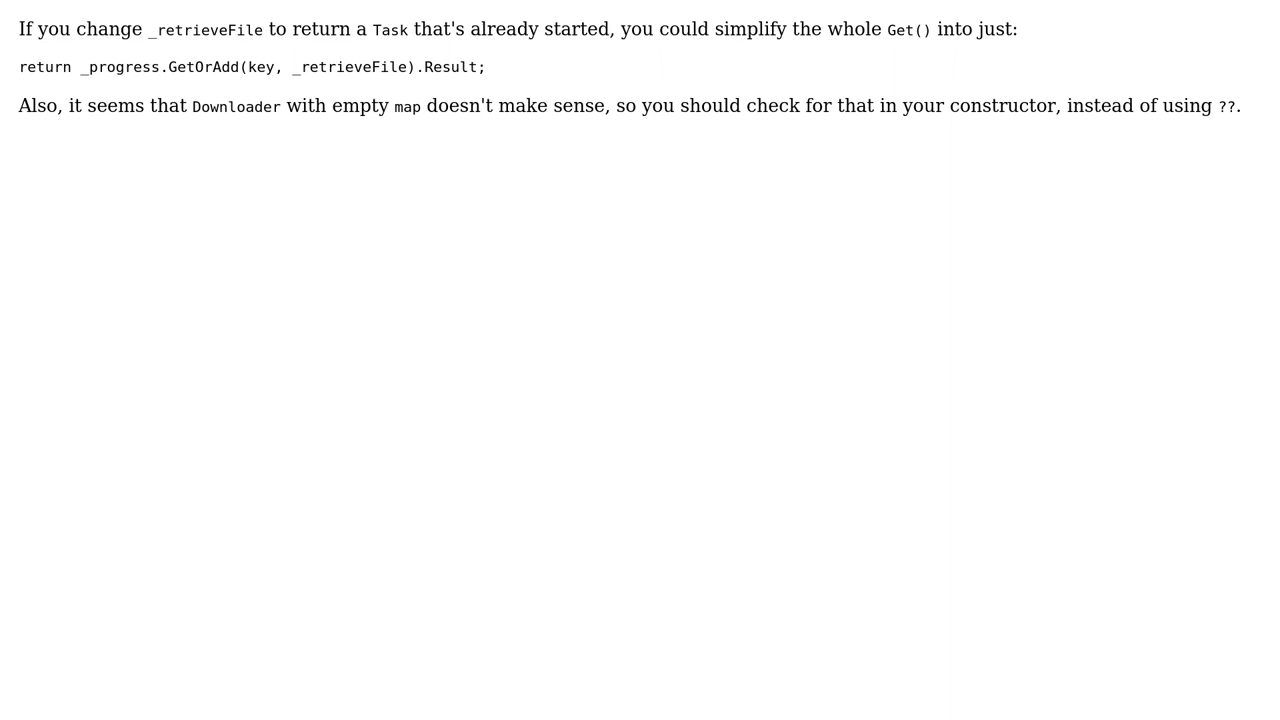 If you change _retrieveFile to return a Task that's already started, you could simplify the whole Get() into just:
return _progress.GetOrAdd(key, _retrieveFile).Result;
Also, it seems that Downloader with empty map doesn't make sense, so you should check for that in your constructor, instead of using ??.